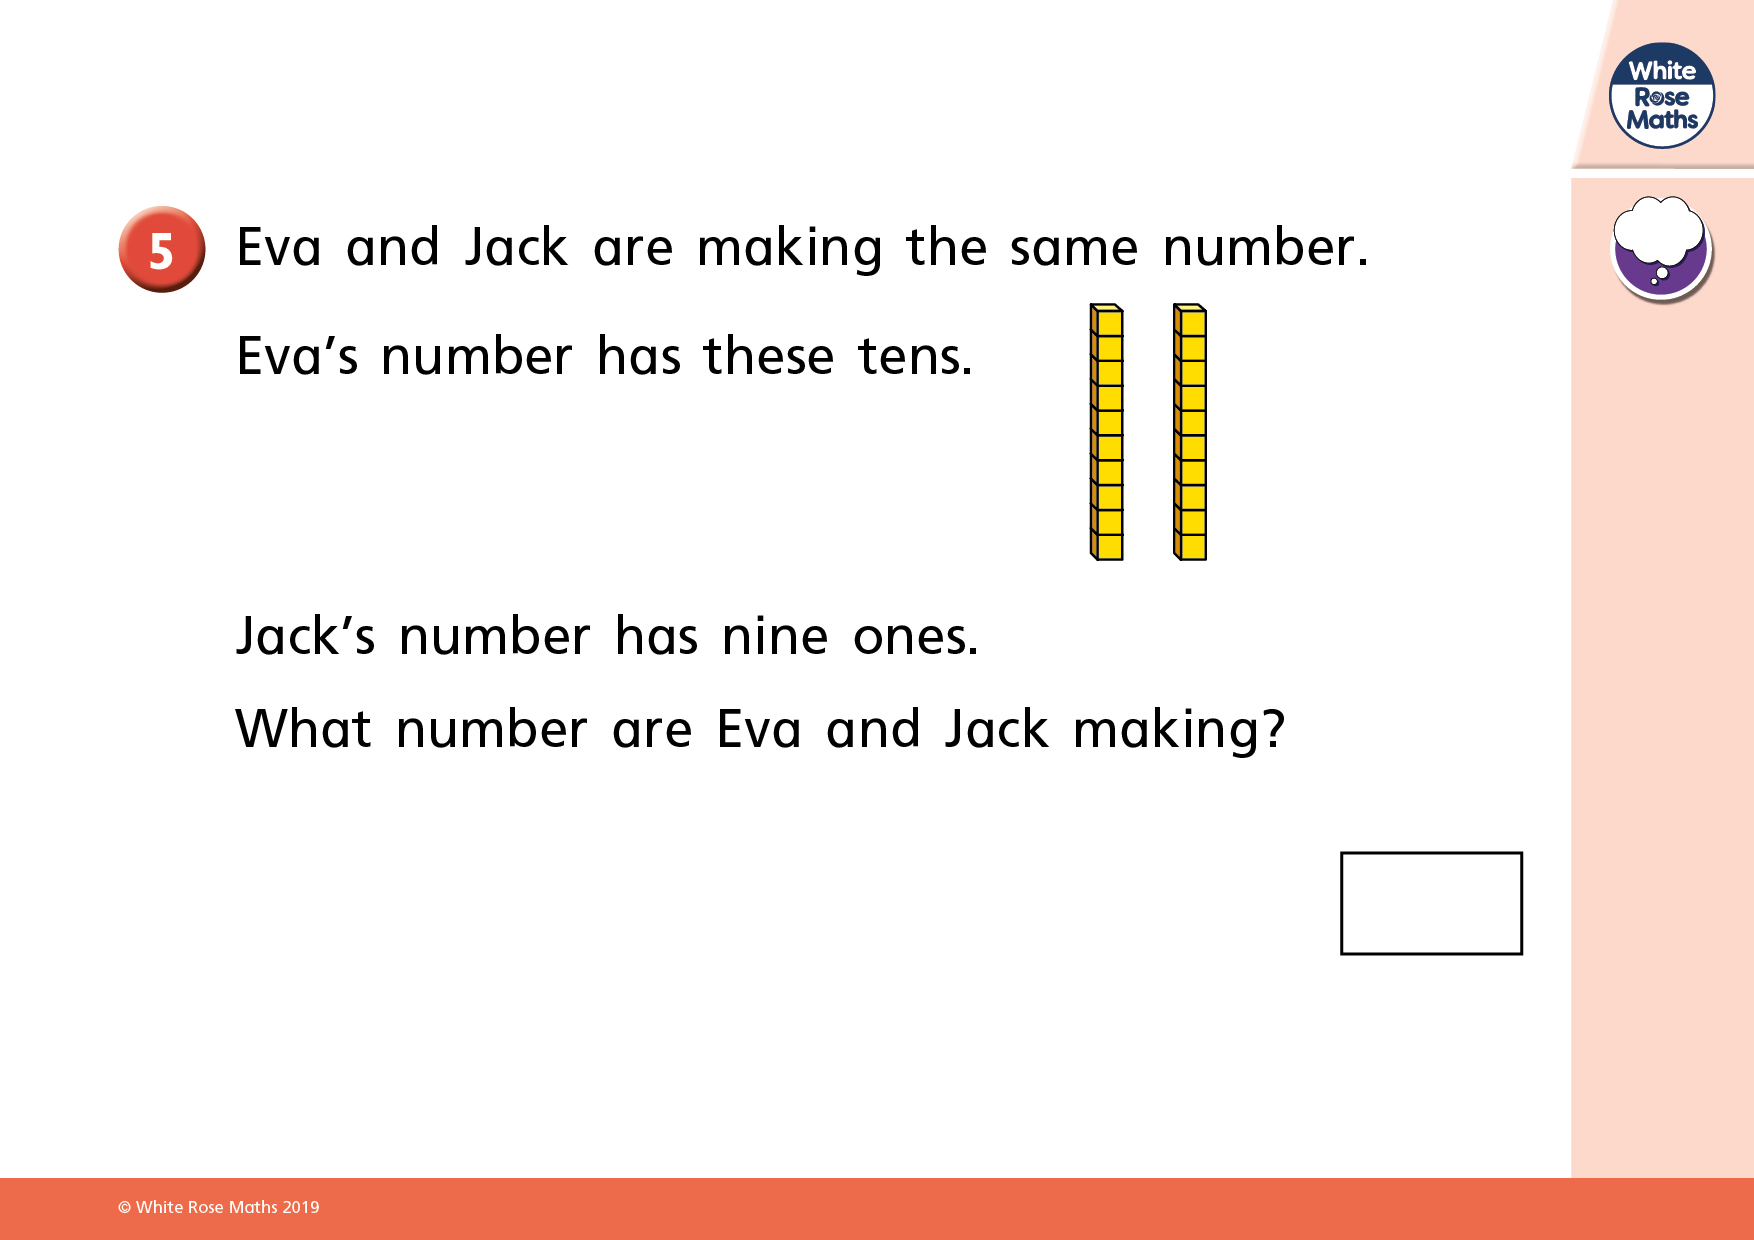 White
Rose
Maths
5 Eva and Jack are making the same number.
Eva’s number has these tens.
Jack’s number has nine ones.
What number are Eva and Jack making?
© White Rose Maths 2019